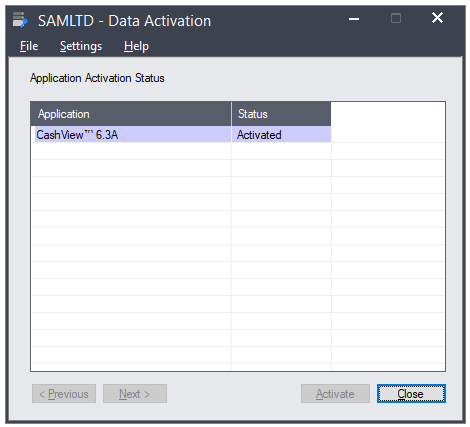 SAMLTD - Data Activation
File Settings Help
Application Activation Status
Application Status
CashView™ 6.3A Activated
< Previous Next > Activate Close